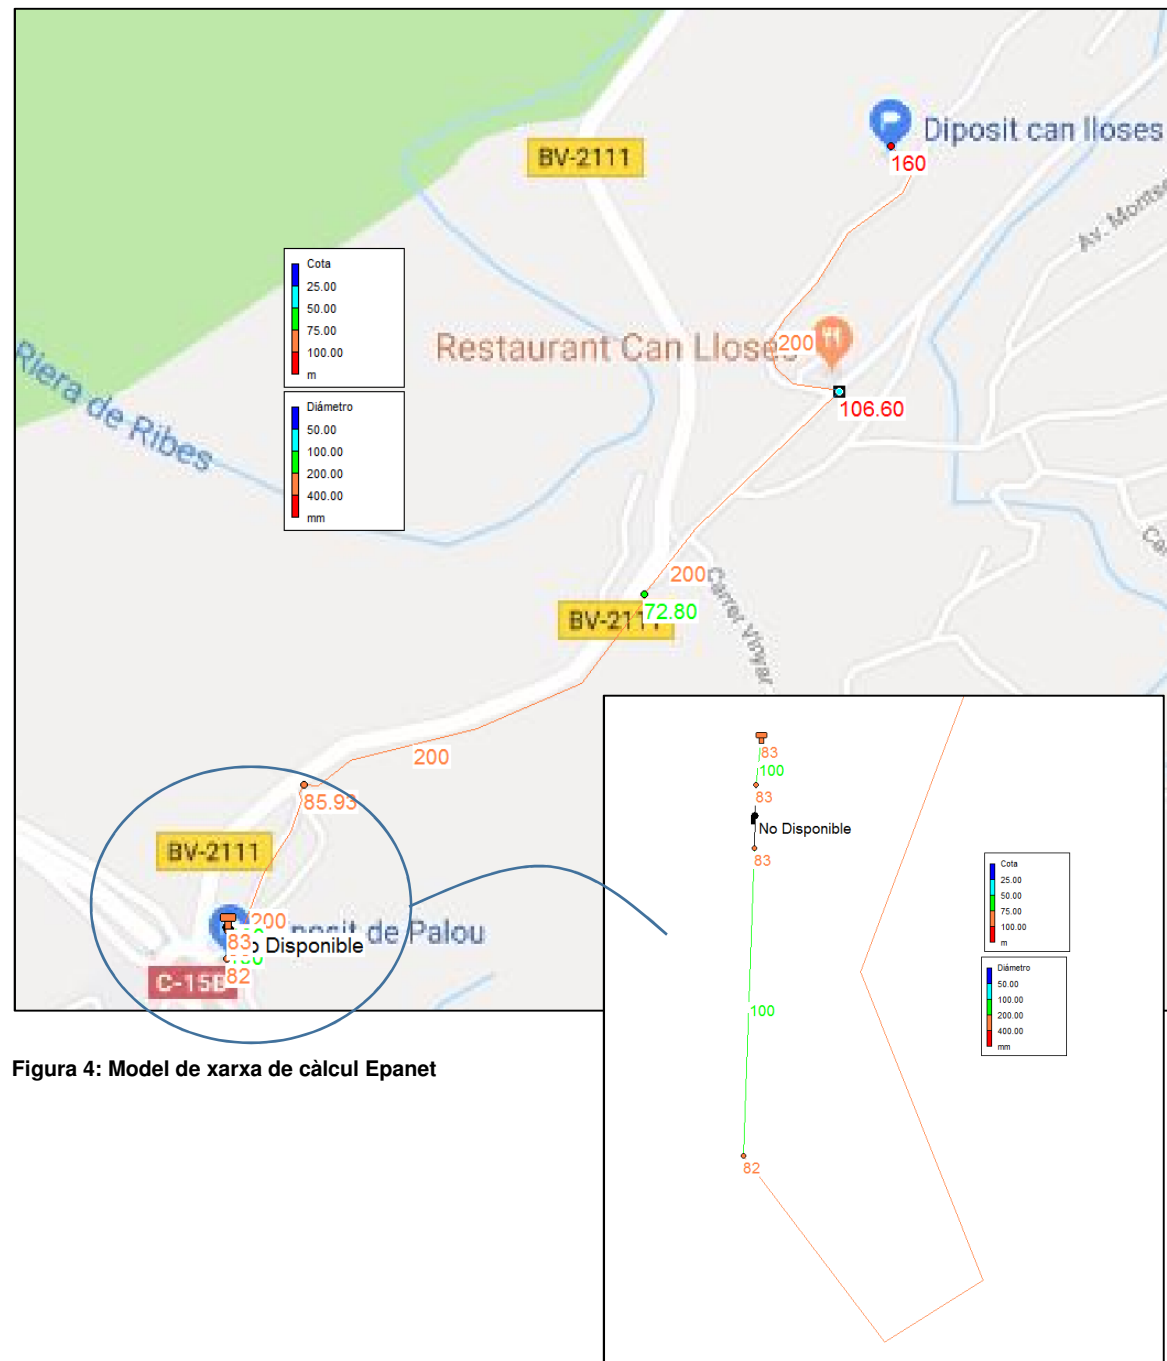 BV-2111
Diposit can lloses
160
Av. Montse
Cota
25.00
50.00
75.00
100.00
m
Restaurant Can Lloses
200
106.60
Riera de Ribes
Diámetro
50.00
100.00
200.00
400.00
mm
200
Carrer Vinyar
72.80
BV-2111
200
85.93
BV-2111
200
83
No Disponible
posit de Palou
82
C-15B
83
100
83
No Disponible
83
Cota
25.00
50.00
75.00
100.00
m
Diámetro
50.00
100.00
200.00
400.00
mm
100
82
Figura 4: Model de xarxa de càlcul Epanet